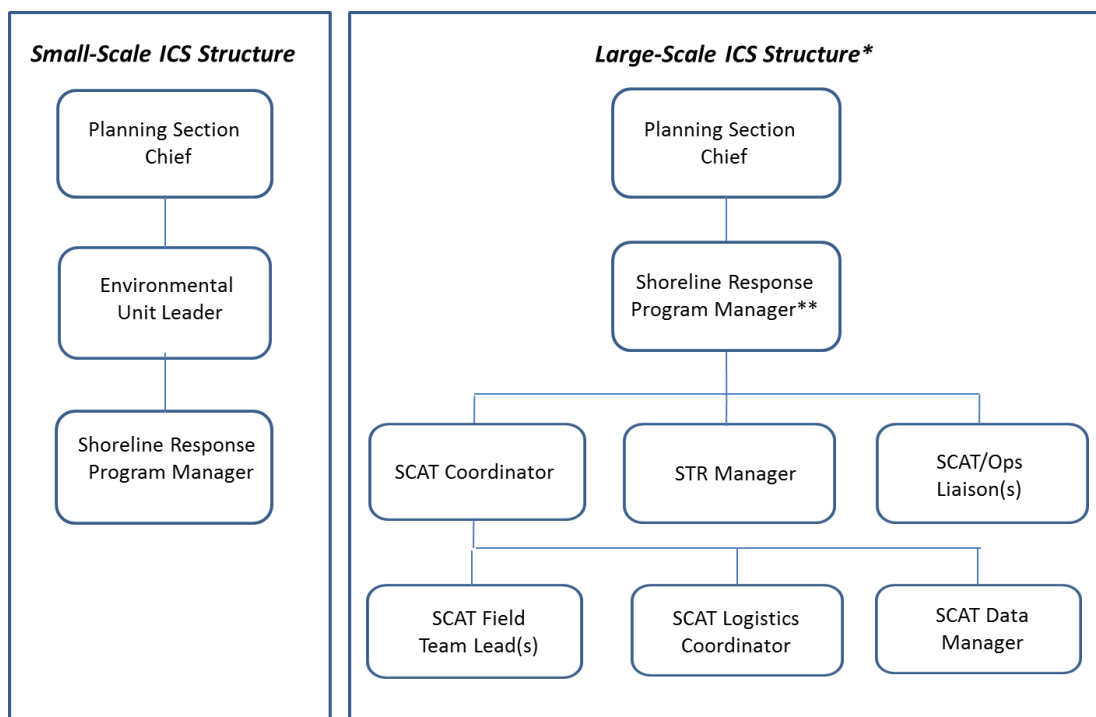 Small-Scale ICS Structure
Planning Section
Chief
Environmental
Unit Leader
Shoreline Response
Program Manager
Large-Scale ICS Structure*
Planning Section
Chief
Shoreline Response
Program Manager**
SCAT Coordinator
STR Manager
SCAT/Ops
Liaison(s)
SCAT Field
Team Lead(s)
SCAT Logistics
Coordinator
SCAT Data
Manager